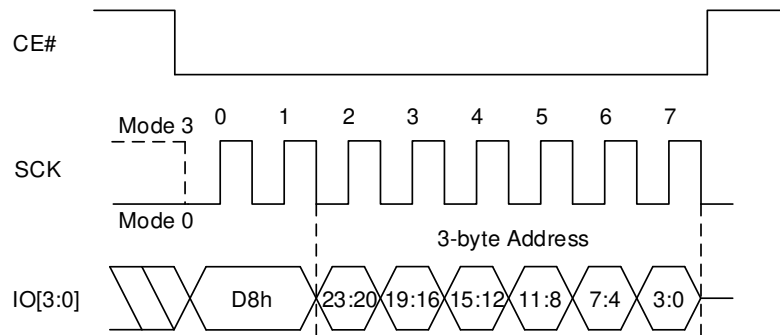 CE#
Mode 3
0 1 2 3 4 5 6 7
SCK
Mode 0
3-byte Address
IO[3:0]
D8h 23:20 19:16 15:12 11:8 7:4 3:0